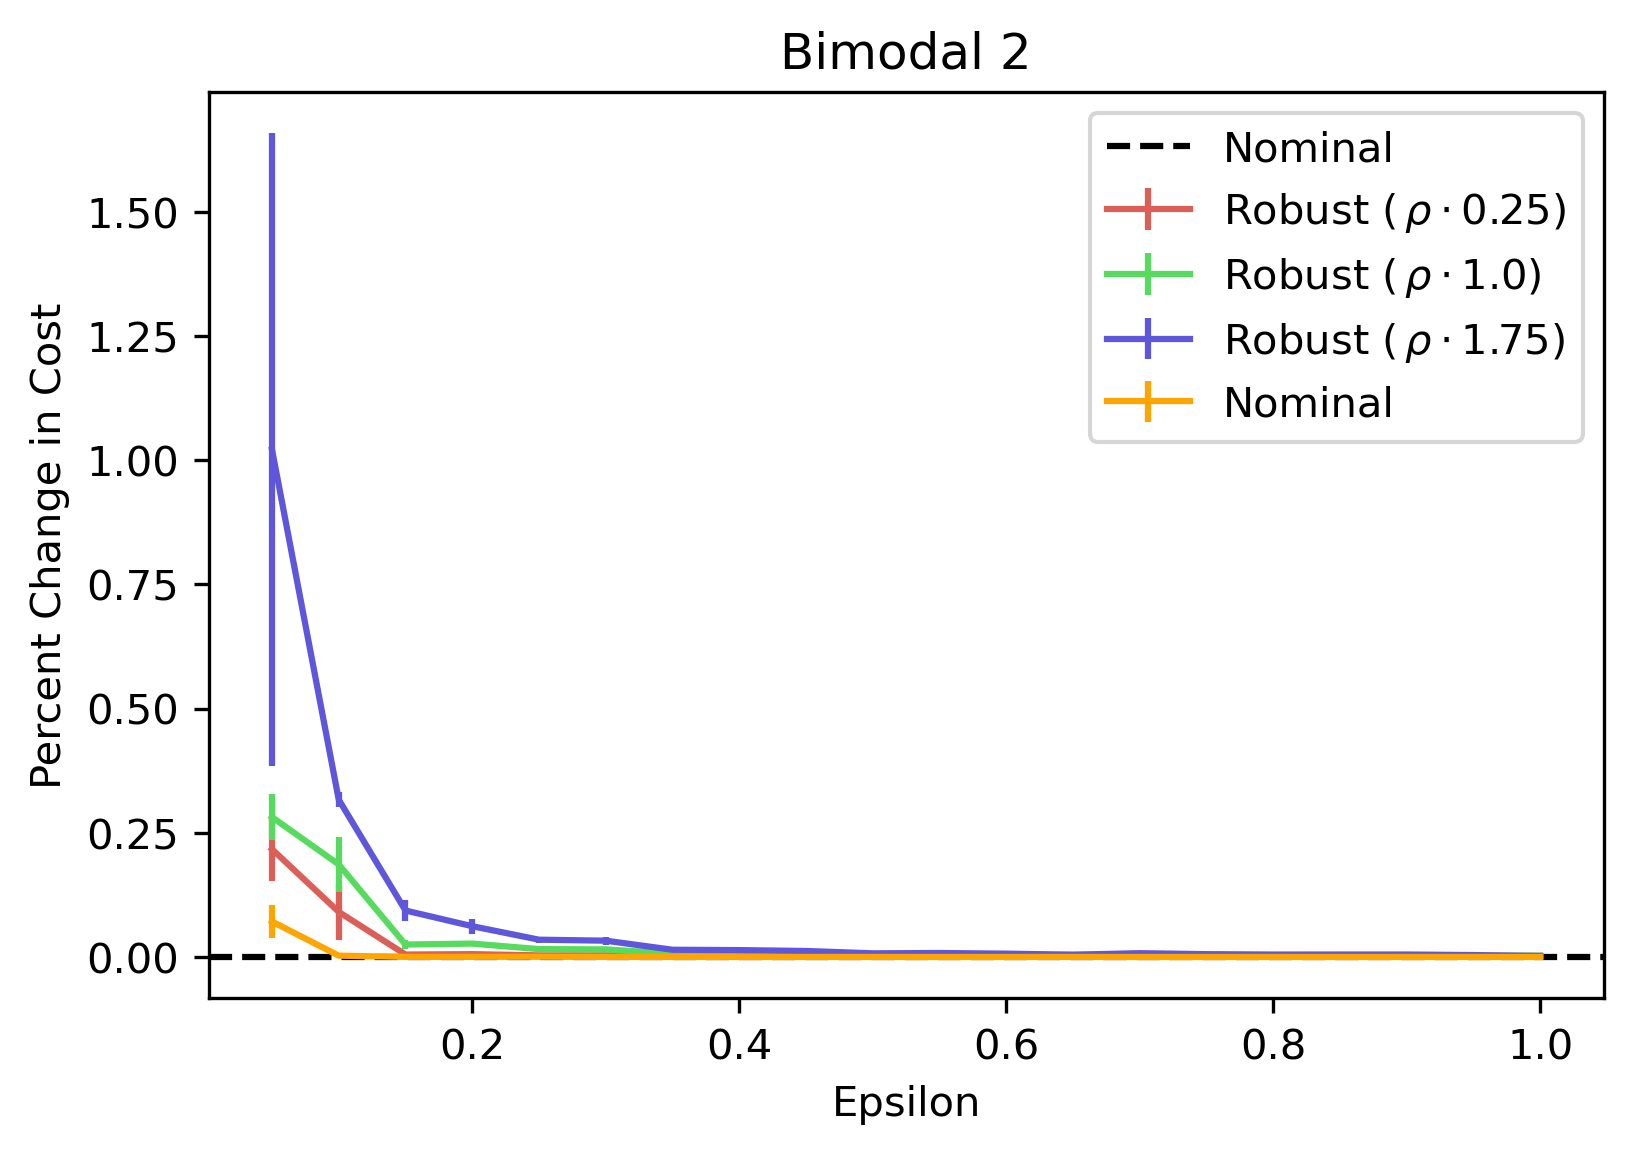 Bimodal 2
Percent Change in Cost
1.50
1.25
1.00
0.75
0.50
0.25
0.00
Nominal
Robust (ρ · 0.25)
Robust (ρ · 1.0)
Robust (ρ · 1.75)
Nominal
0.2 0.4 0.6 0.8 1.0
Epsilon